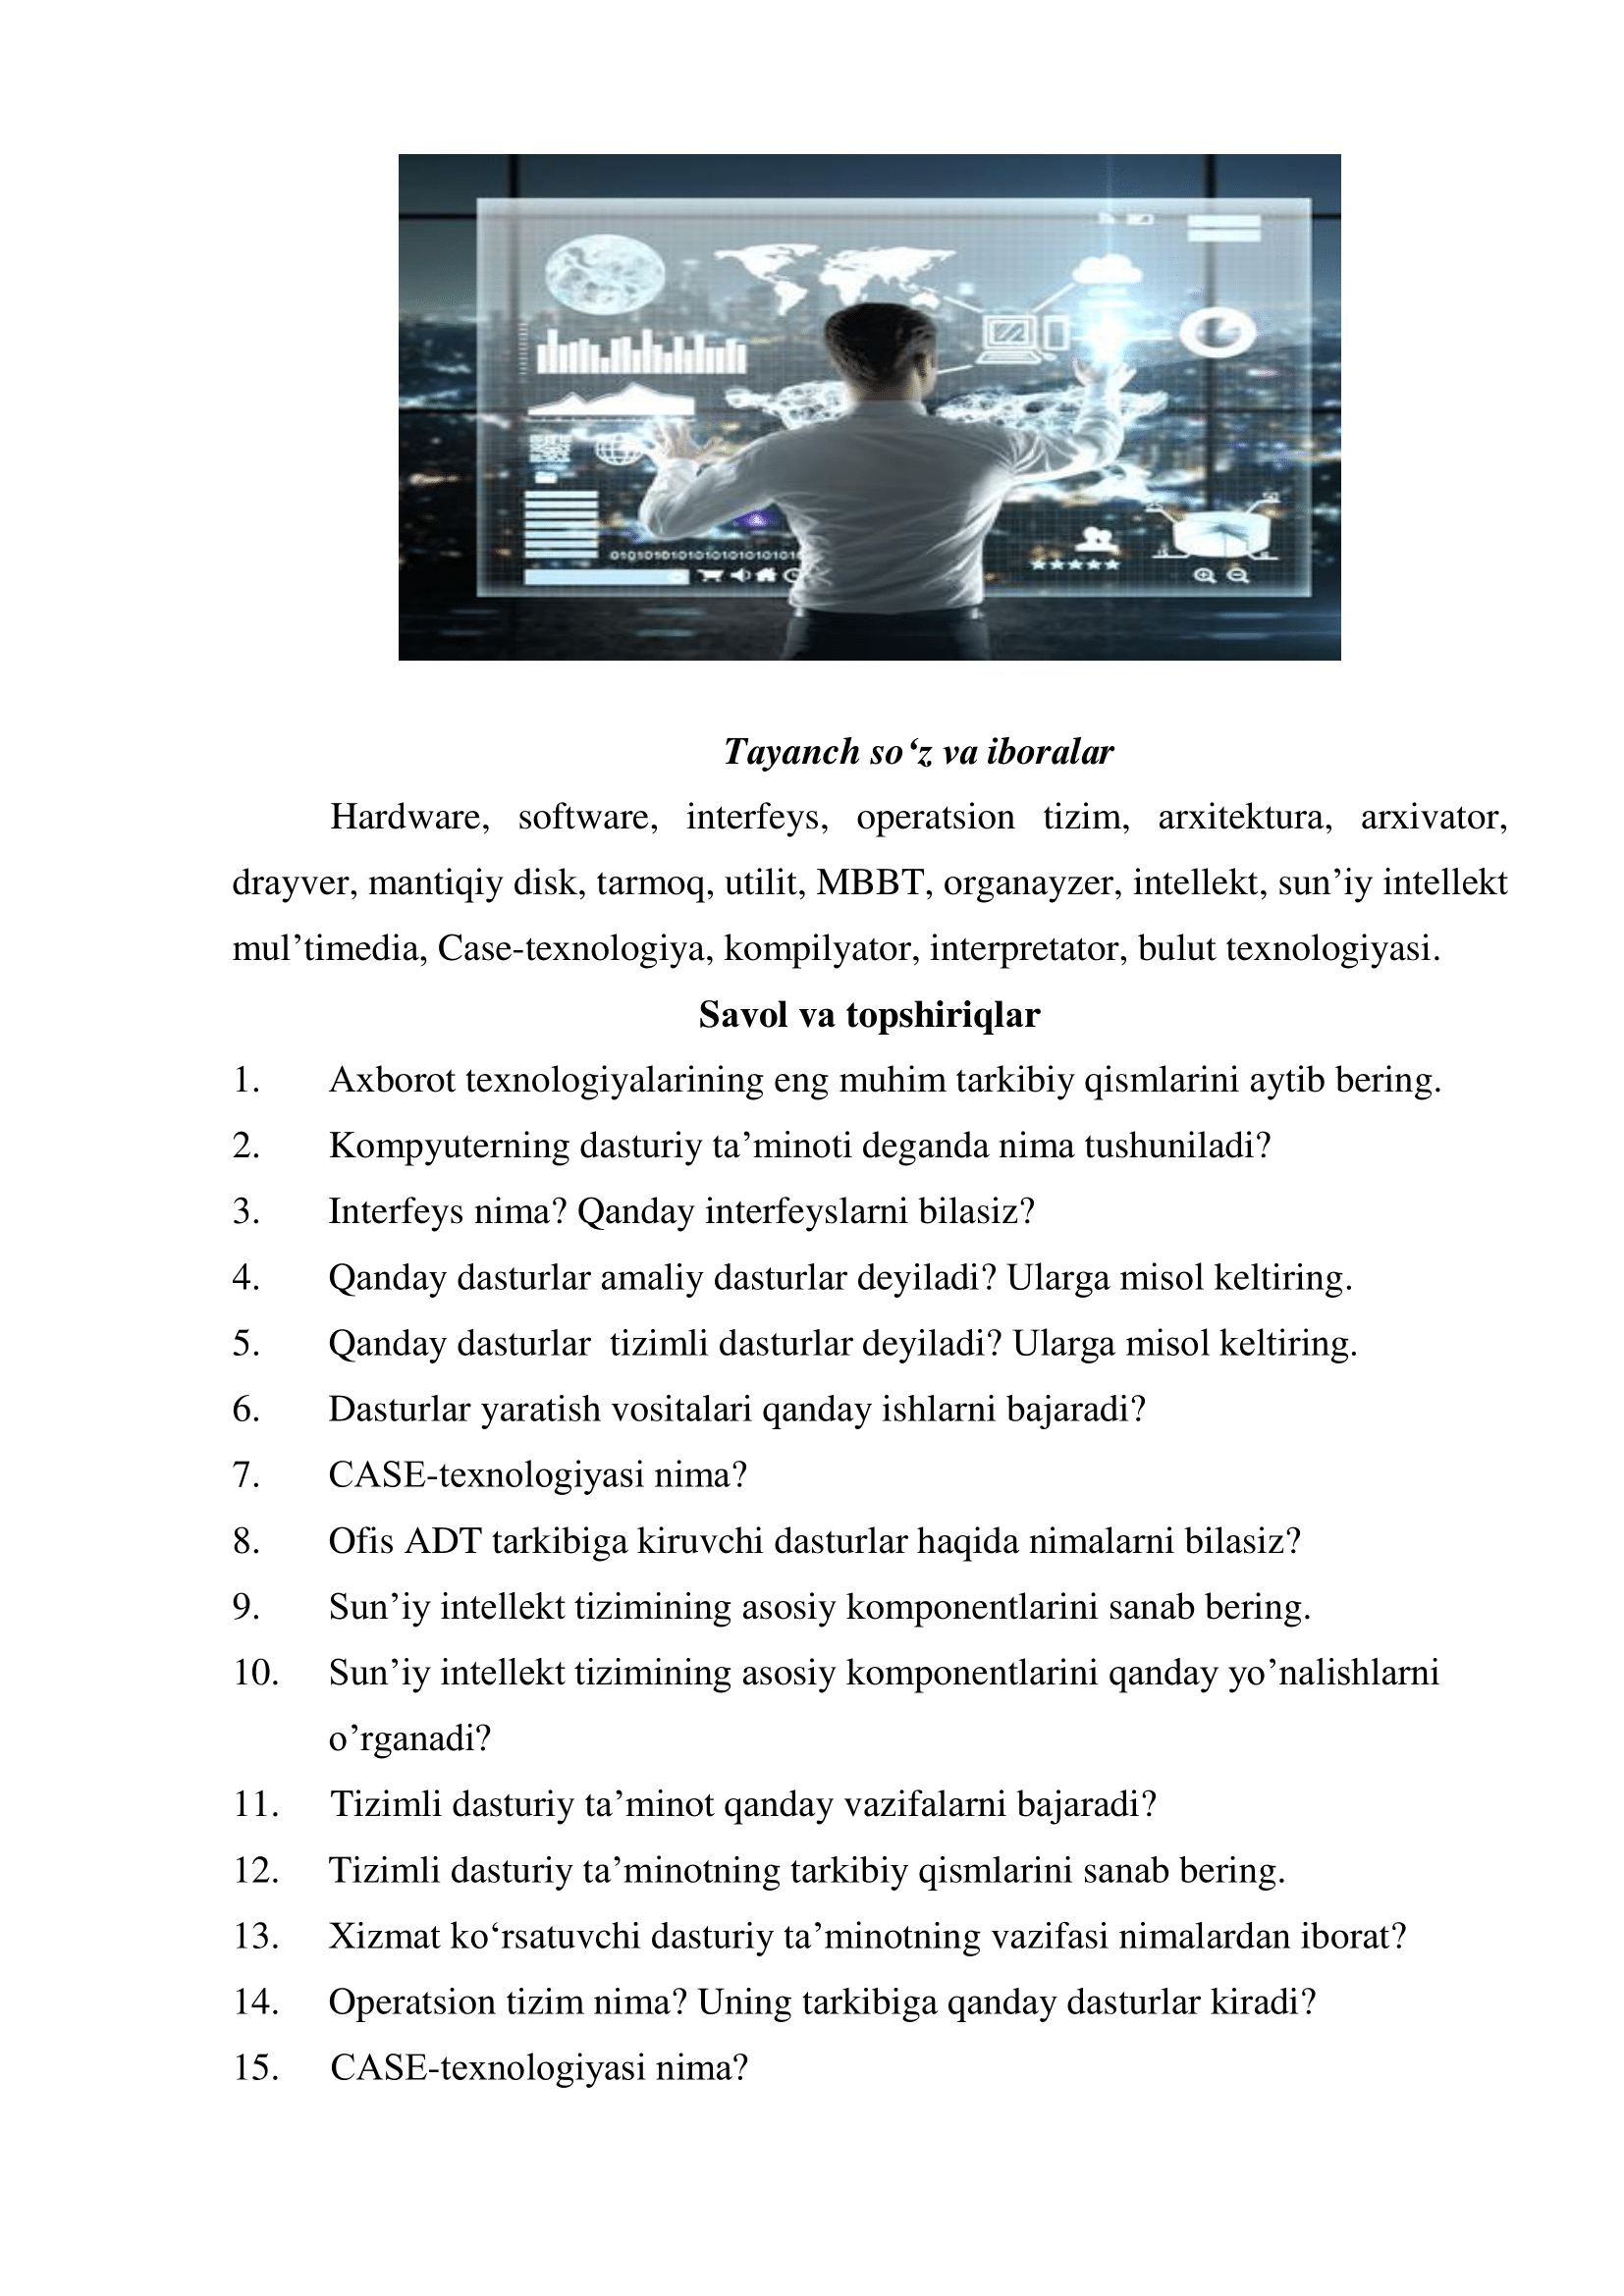 01010101010101010101010
Tayanch so‘z va iboralar
Hardware, software, interfeys, operatsion tizim, arxitektura, arxivator,
drayver, mantiqiy disk, tarmoq, utilit, MBBT, organayzer, intellekt, sun’iy intellekt
mul’timedia, Case-texnologiya, kompilyator, interpretator, bulut texnologiyasi.
Savol va topshiriqlar
1. Axborot texnologiyalarining eng muhim tarkibiy qismlarini aytib bering.
2. Kompyuterning dasturiy ta’minoti deganda nima tushuniladi?
3. Interfeys nima? Qanday interfeyslarni bilasiz?
4. Qanday dasturlar amaliy dasturlar deyiladi? Ularga misol keltiring.
5. Qanday dasturlar  tizimli dasturlar deyiladi? Ularga misol keltiring.
6. Dasturlar yaratish vositalari qanday ishlarni bajaradi?
7. CASE-texnologiyasi nima?
8. Ofis ADT tarkibiga kiruvchi dasturlar haqida nimalarni bilasiz?
9. Sun’iy intellekt tizimining asosiy komponentlarini sanab bering.
10. Sun’iy intellekt tizimining asosiy komponentlarini qanday yo’nalishlarni
o’rganadi?
11. Tizimli dasturiy ta’minot qanday vazifalarni bajaradi?
12. Tizimli dasturiy ta’minotning tarkibiy qismlarini sanab bering.
13. Xizmat ko‘rsatuvchi dasturiy ta’minotning vazifasi nimalardan iborat?
14. Operatsion tizim nima? Uning tarkibiga qanday dasturlar kiradi?
15. CASE-texnologiyasi nima?